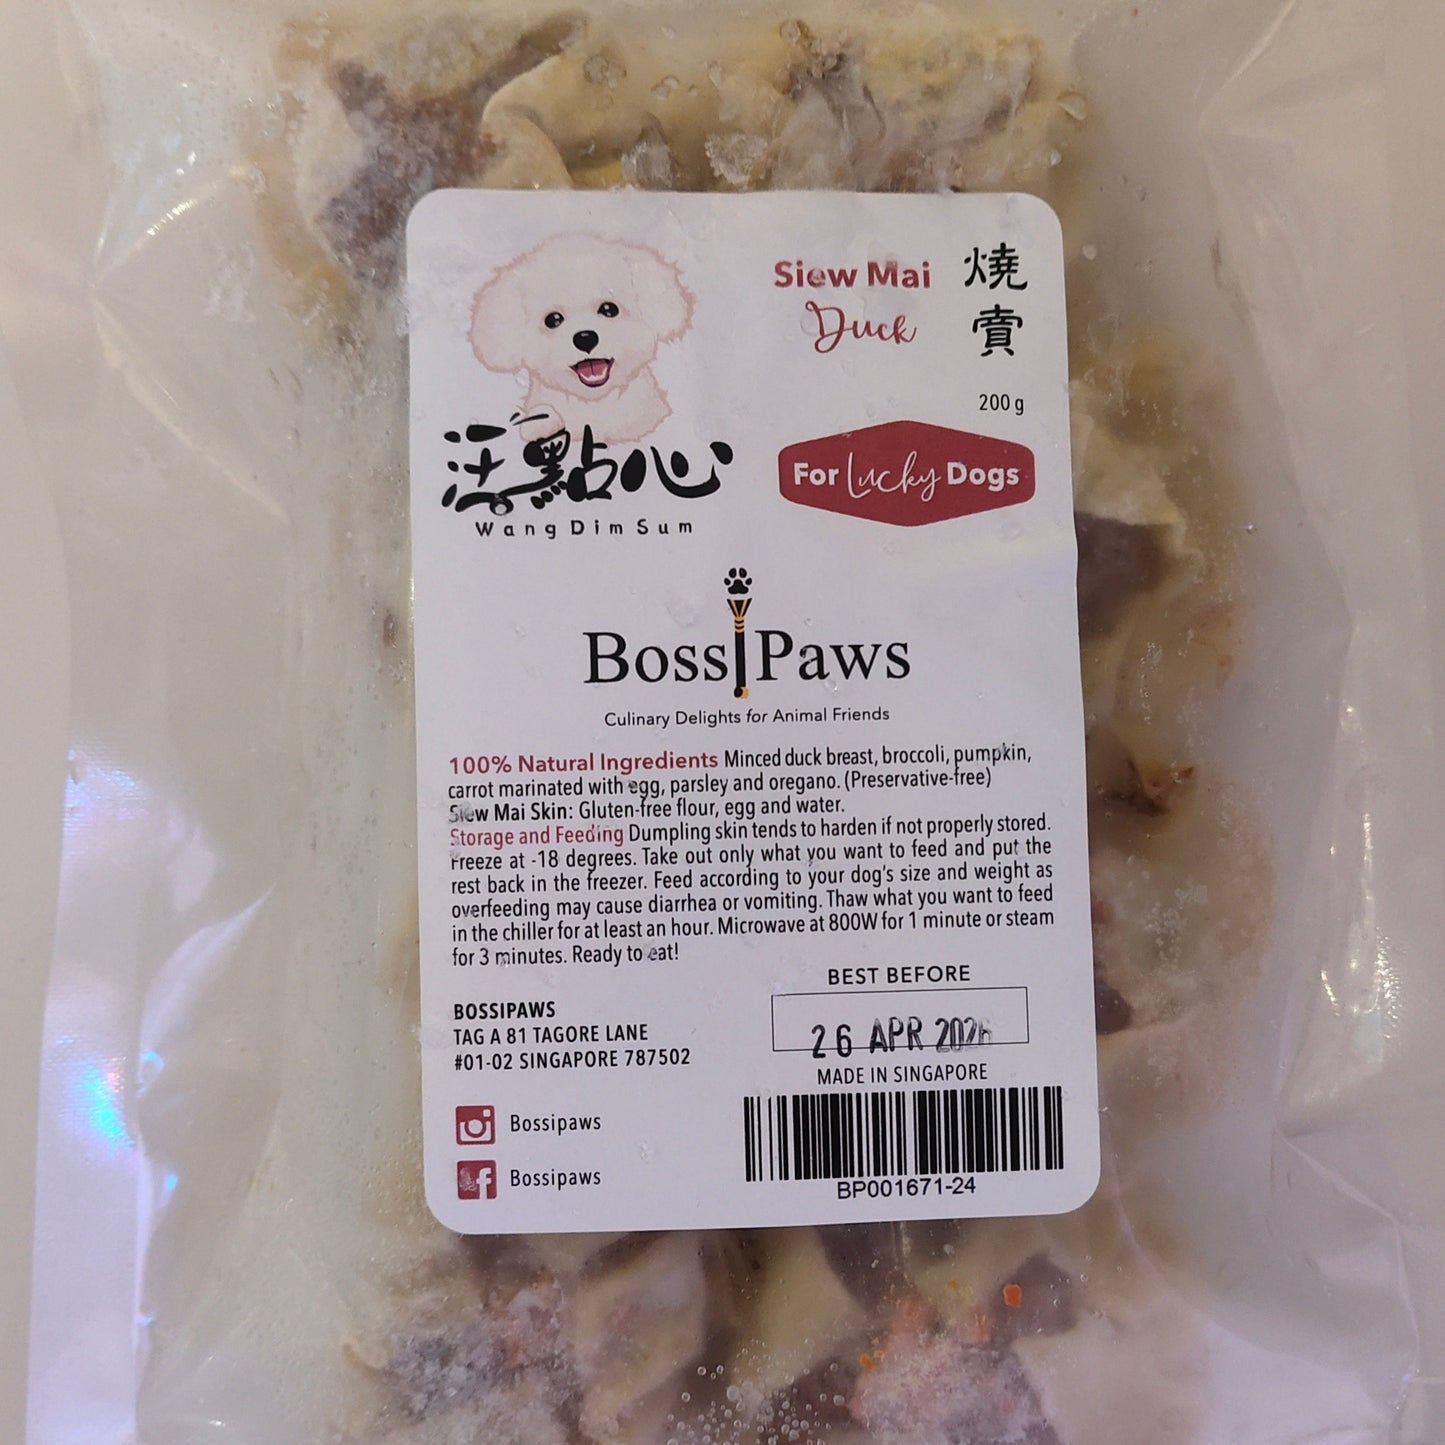 Siew Mai
Duck
燒賣
200 g
汪點心
Wang Dim Sum
For Lucky Dogs
BossiPaws
Culinary Delights for Animal Friends
100% Natural Ingredients Minced duck breast, broccoli, pumpkin,
carrot marinated with egg, parsley and oregano. (Preservative-free)
Siew Mai Skin: Gluten-free flour, egg and water.
Storage and Feeding Dumpling skin tends to harden if not properly stored.
Freeze at -18 degrees. Take out only what you want to feed and put the
rest back in the freezer. Feed according to your dog's size and weight as
overfeeding may cause diarrhea or vomiting. Thaw what you want to feed
in the chiller for at least an hour. Microwave at 800W for 1 minute or steam
for 3 minutes. Ready to eat!
BEST BEFORE
26 APR 2026
MADE IN SINGAPORE
BOSSIPAWS
TAG A 81 TAGORE LANE
#01-02 SINGAPORE 787502
Bossipaws
Bossipaws
BP001671-24